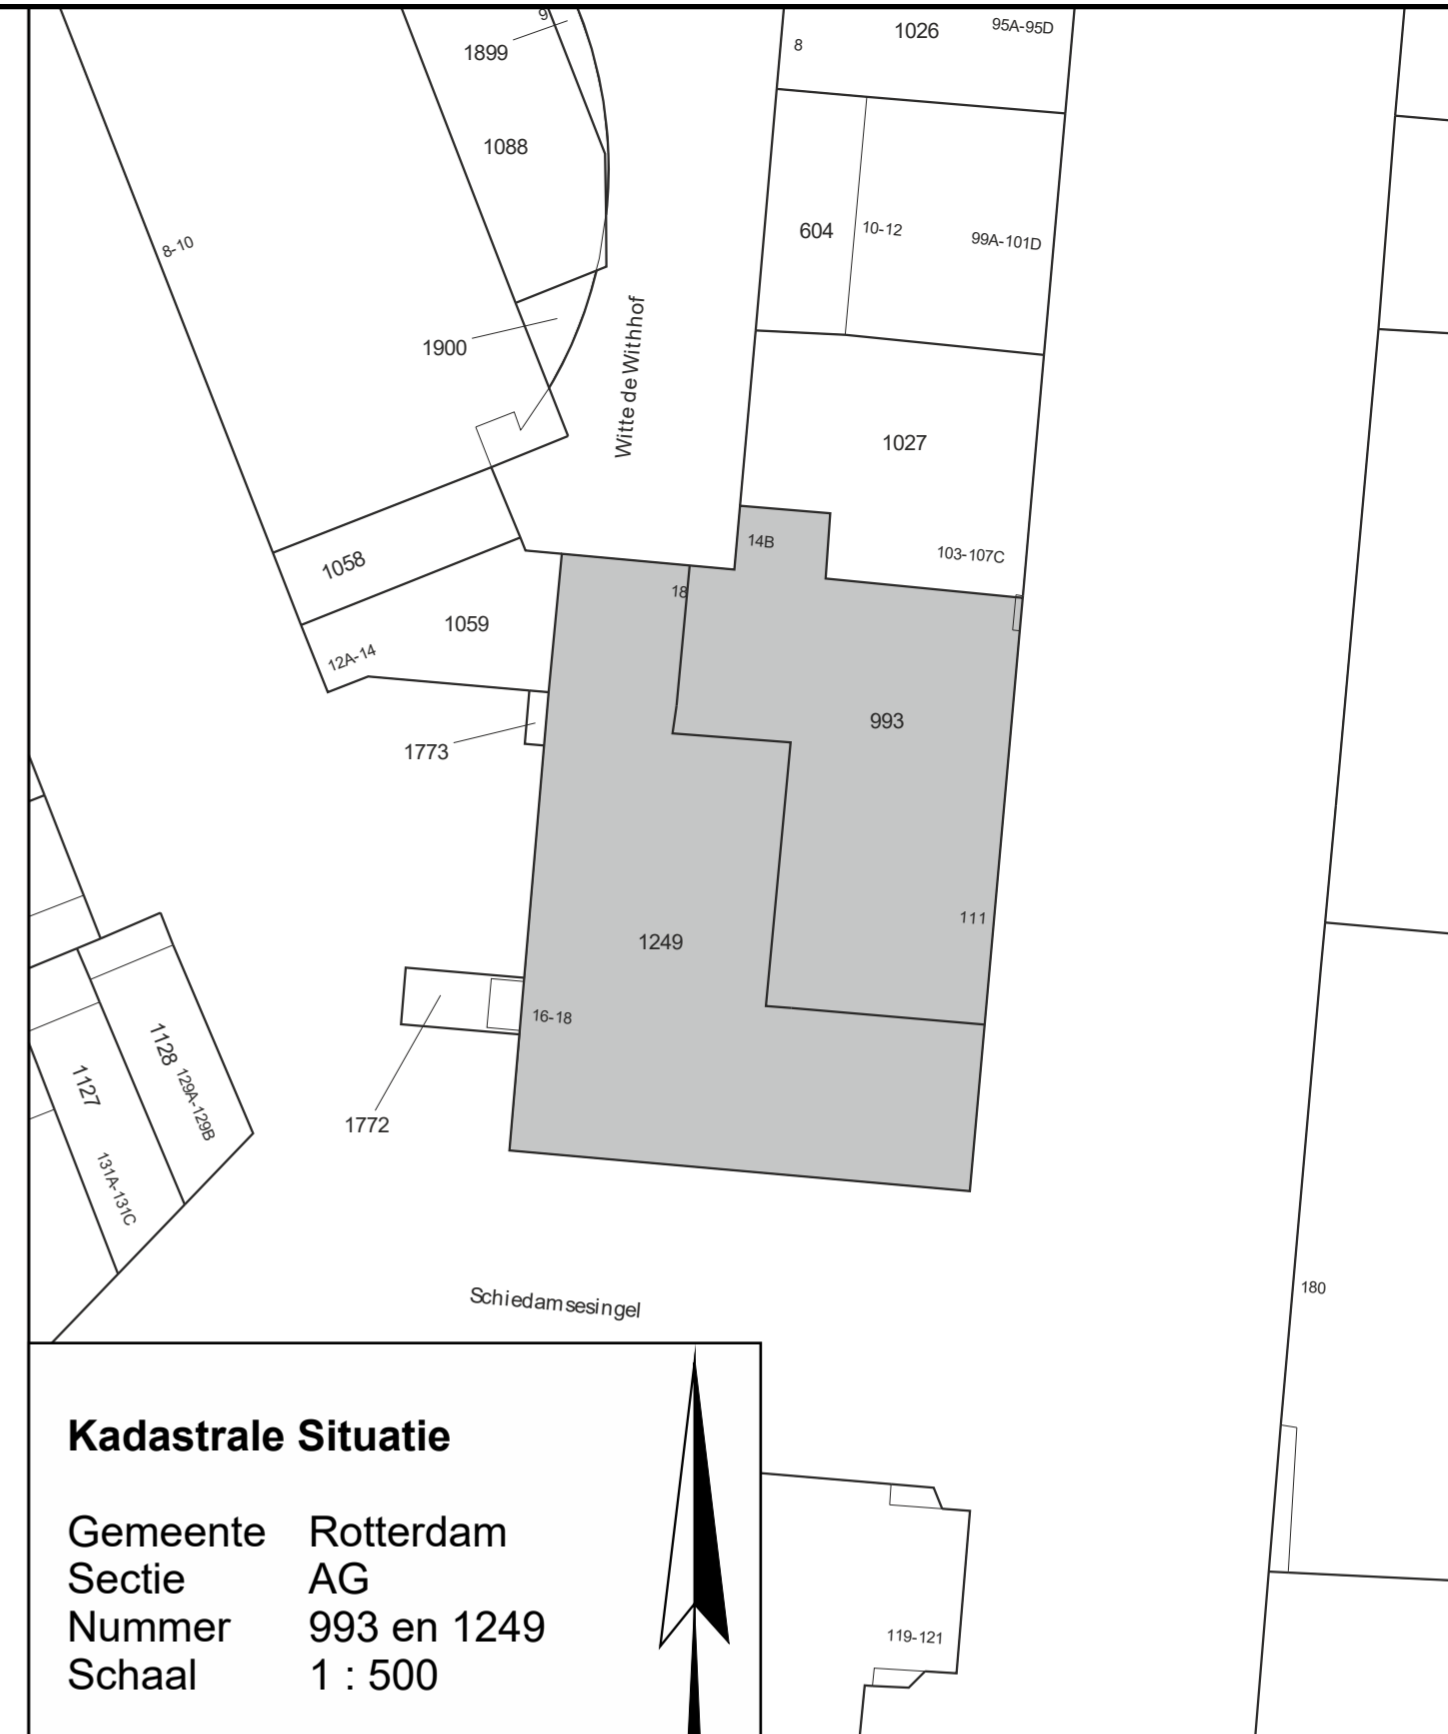 9
1899
8
1026
95A-95D
1088
604
10-12
99A-101D
8-10
1900
Witte de Withhof
1027
14B
103-107C
1058
18
1059
12A-14
993
1773
111
1249
16-18
1128
129A-129B
1127
1772
131A-131C
180
Schiedamsesingel
Kadastrale Situatie
Gemeente Rotterdam
Sectie AG
Nummer 993 en 1249
Schaal 1 : 500
119-121